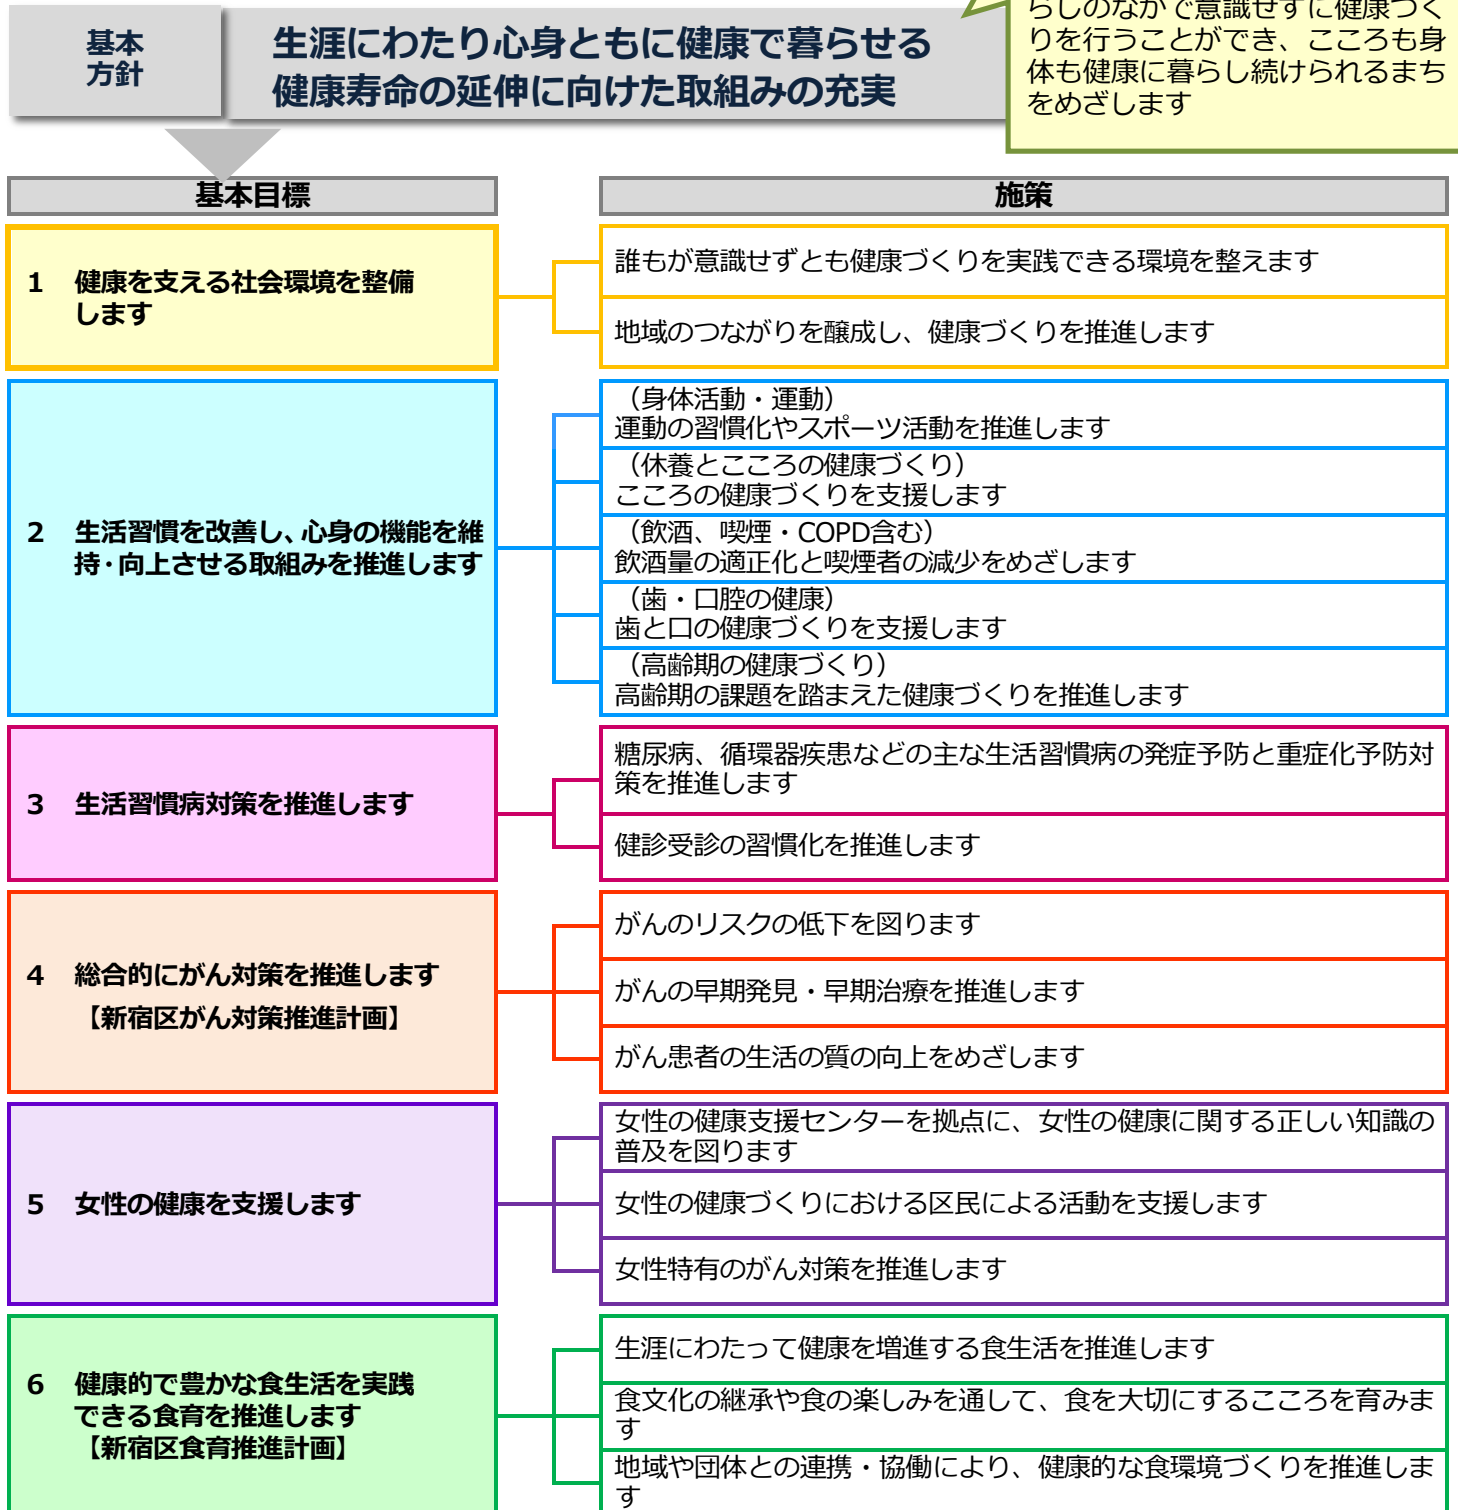 らしのなかで意識せずに健康づく
りを行うことができ、こころも身
体も健康に暮らし続けられるまち
をめざします
基本
方針
生涯にわたり心身ともに健康で暮らせる
健康寿命の延伸に向けた取組みの充実
基本目標
施策
1 健康を支える社会環境を整備
します
誰もが意識せずとも健康づくりを実践できる環境を整えます
地域のつながりを醸成し、健康づくりを推進します
2 生活習慣を改善し、心身の機能を維
持・向上させる取組みを推進します
（身体活動・運動）
運動の習慣化やスポーツ活動を推進します
（休養とこころの健康づくり）
こころの健康づくりを支援します
（飲酒、喫煙・COPD含む）
飲酒量の適正化と喫煙者の減少をめざします
（歯・口腔の健康）
歯と口の健康づくりを支援します
（高齢期の健康づくり）
高齢期の課題を踏まえた健康づくりを推進します
3 生活習慣病対策を推進します
糖尿病、循環器疾患などの主な生活習慣病の発症予防と重症化予防対
策を推進します
健診受診の習慣化を推進します
4 総合的にがん対策を推進します
【新宿区がん対策推進計画】
がんのリスクの低下を図ります
がんの早期発見・早期治療を推進します
がん患者の生活の質の向上をめざします
5 女性の健康を支援します
女性の健康支援センターを拠点に、女性の健康に関する正しい知識の
普及を図ります
女性の健康づくりにおける区民による活動を支援します
女性特有のがん対策を推進します
6 健康的で豊かな食生活を実践
できる食育を推進します
【新宿区食育推進計画】
生涯にわたって健康を増進する食生活を推進します
食文化の継承や食の楽しみを通して、食を大切にするこころを育みま
す
地域や団体との連携・協働により、健康的な食環境づくりを推進しま
す